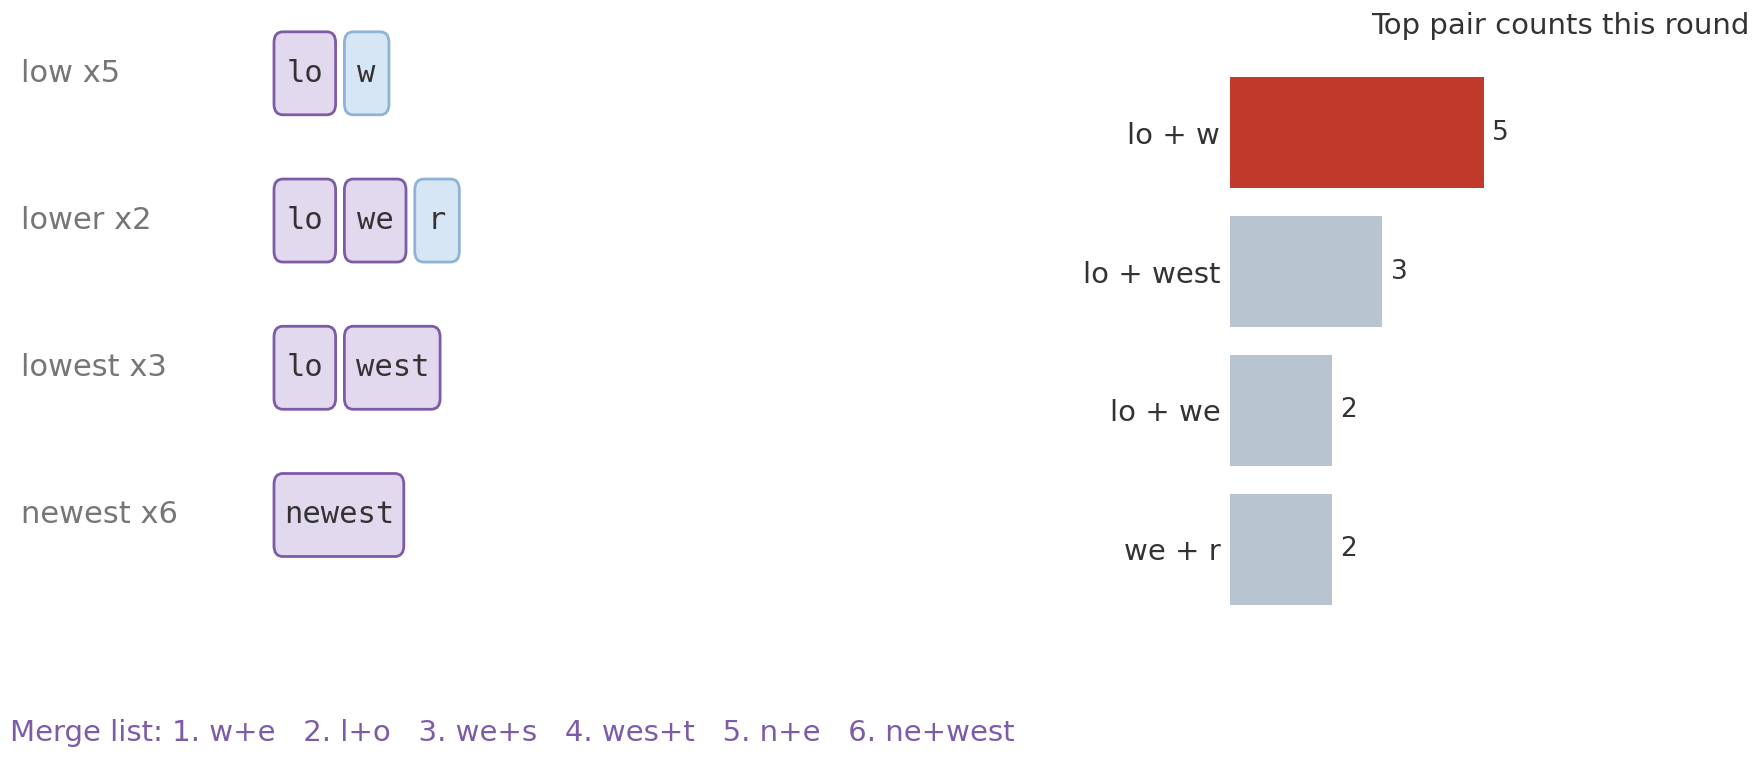 Top pair counts this round
low x5 lo w
lower x2 lo we r
lowest x3 lo west
newest x6 newest
lo + w 5
lo + west 3
lo + we 2
we + r 2
Merge list: 1. w+e 2. l+o 3. we+s 4. wes+t 5. n+e 6. ne+west